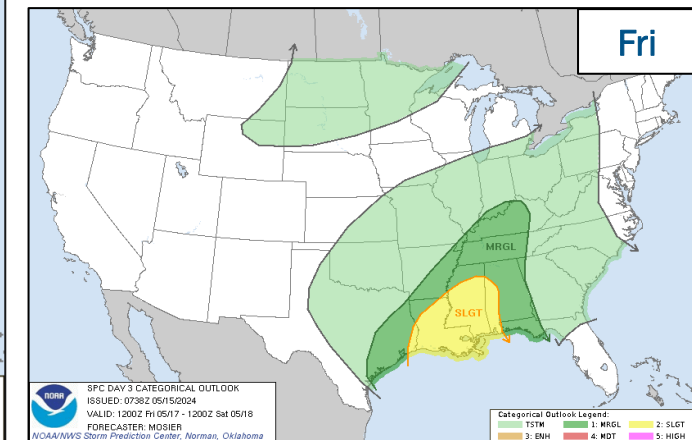 Fri
MRGL
SLGT
NOAA
SPC DAY 3 CATEGORICAL OUTLOOK
ISSUED: 0738Z 05/15/2024
VALID: 1200Z Fri 05/17 - 1200Z Sat 05/18
FORECASTER: MOSIER
NOAA/NWS Storm Prediction Center, Norman, Oklahoma
Categorical Outlook Legend:
TSTM 1: MRGL 2: SLGT
3: ENH 4: MDT 5: HIGH